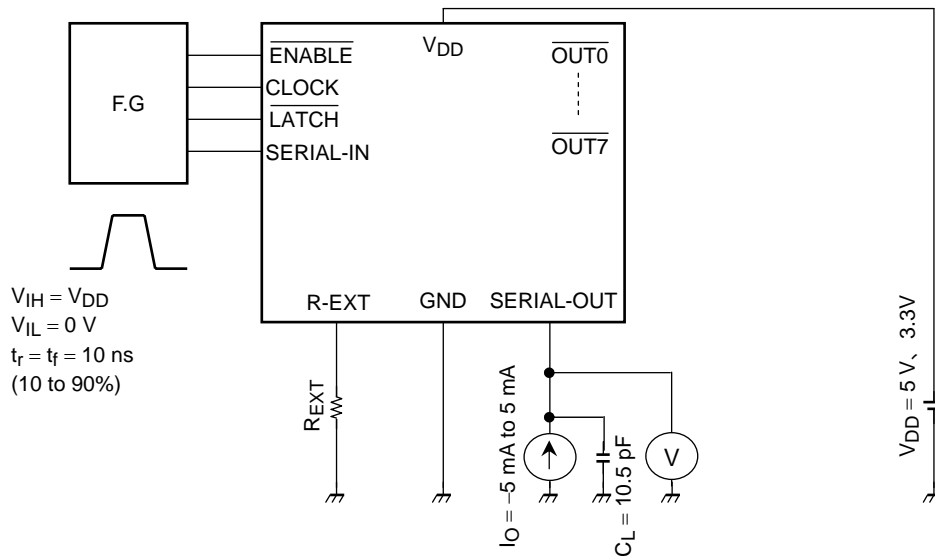 F.G
ENABLE
CLOCK
LATCH
SERIAL-IN
VDD
OUT0
OUT7
R-EXT
GND
SERIAL-OUT
VIH = VDD
VIL = 0 V
tr = tf = 10 ns
(10 to 90%)
REXT
IO = −5 mA to 5 mA
CL = 10.5 pF
V
VDD = 5 V、3.3V